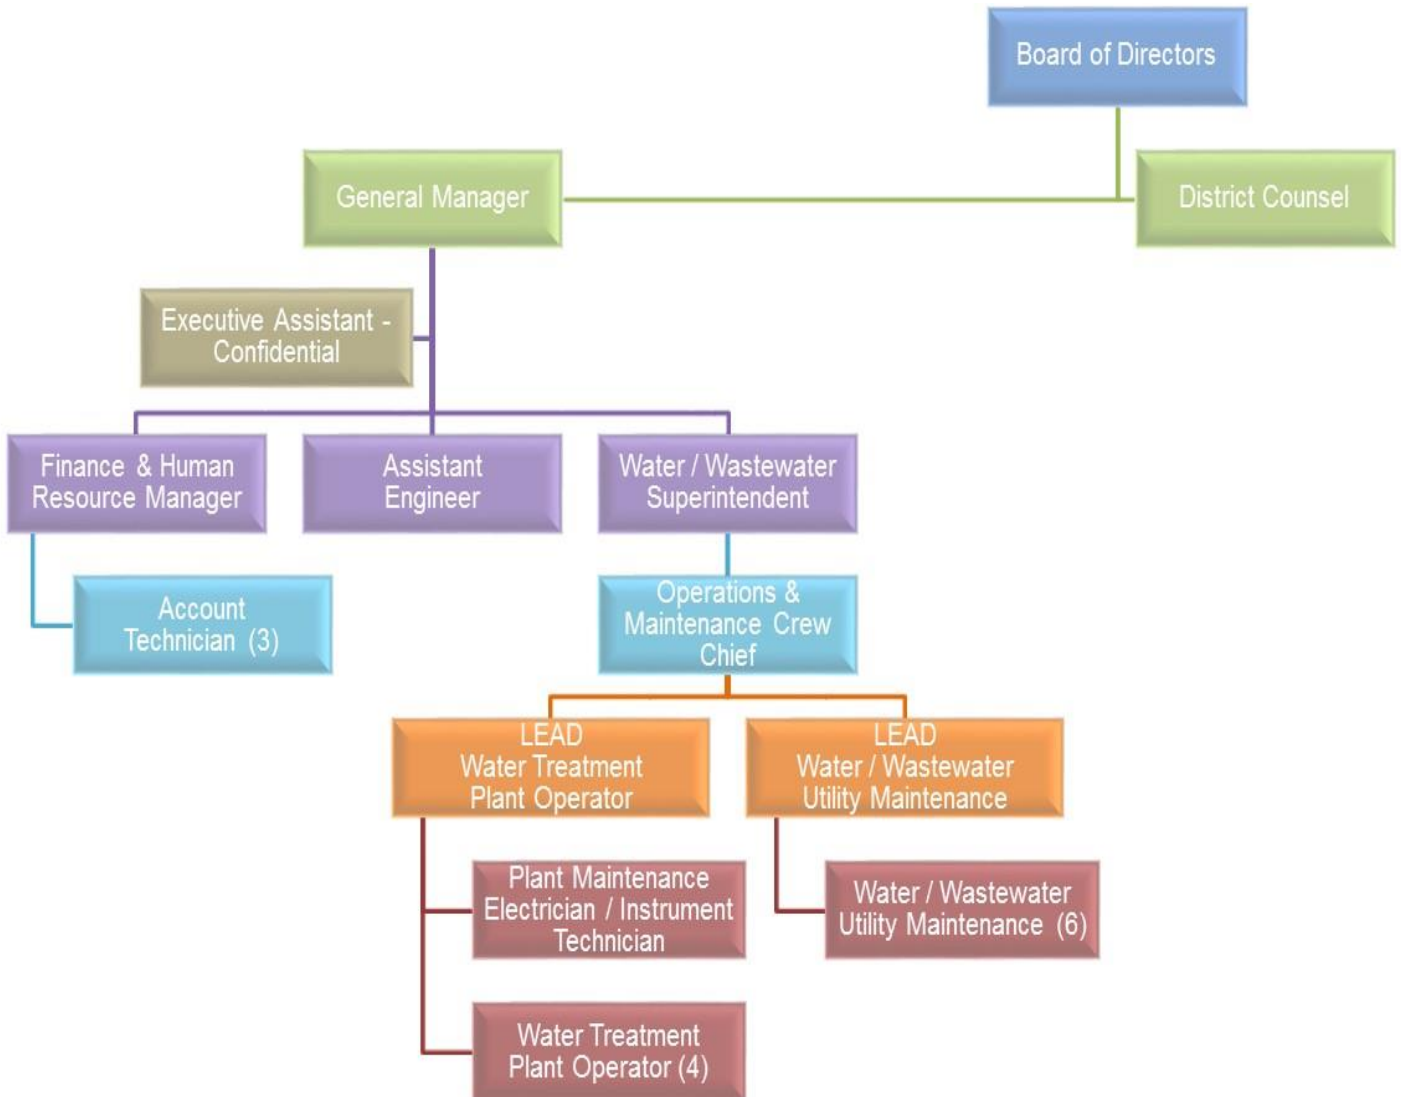 Board of Directors
General Manager
District Counsel
Executive Assistant -
Confidential
Finance & Human
Resource Manager
Assistant
Engineer
Water / Wastewater
Superintendent
Account
Technician (3)
Operations &
Maintenance Crew
Chief
LEAD
Water Treatment
Plant Operator
LEAD
Water / Wastewater
Utility Maintenance
Plant Maintenance
Electrician / Instrument
Technician
Water / Wastewater
Utility Maintenance (6)
Water Treatment
Plant Operator (4)